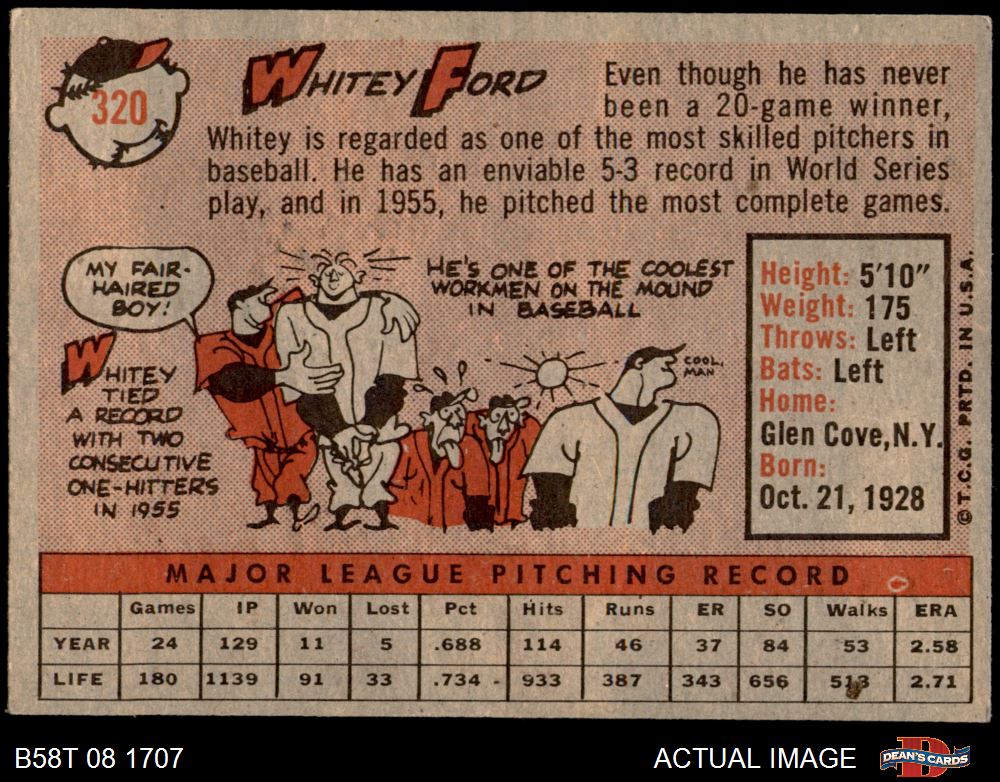 320
WHITEY FORD
Even though he has never
been a 20-game winner,
Whitey is regarded as one of the most skilled pitchers in
baseball. He has an enviable 5-3 record in World Series
play, and in 1955, he pitched the most complete games.
MY FAIR-
HAIRED
BOY!
WHITEY
TIED
A RECORD
WITH TWO
CONSECUTIVE
ONE-HITTERS
IN 1955
HE'S ONE OF THE COOLEST
WORKMEN ON THE MOUND
IN BASEBALL
COOL,
MAN
Height: 5'10"
Weight: 175
Throws: Left
Bats: Left
Home:
Glen Cove, N.Y.
Born:
Oct. 21, 1928
© T.C.G. PRTD. IN U.S.A.
MAJOR LEAGUE PITCHING RECORD
Games IP Won Lost Pct Hits Runs ER SO Walks ERA
YEAR 24 129 11 5 .688 114 46 37 84 53 2.58
LIFE 180 1139 91 33 .734 - 933 387 343 656 513 2.71
B58T 08 1707
ACTUAL IMAGE
DEAN'S CARDS